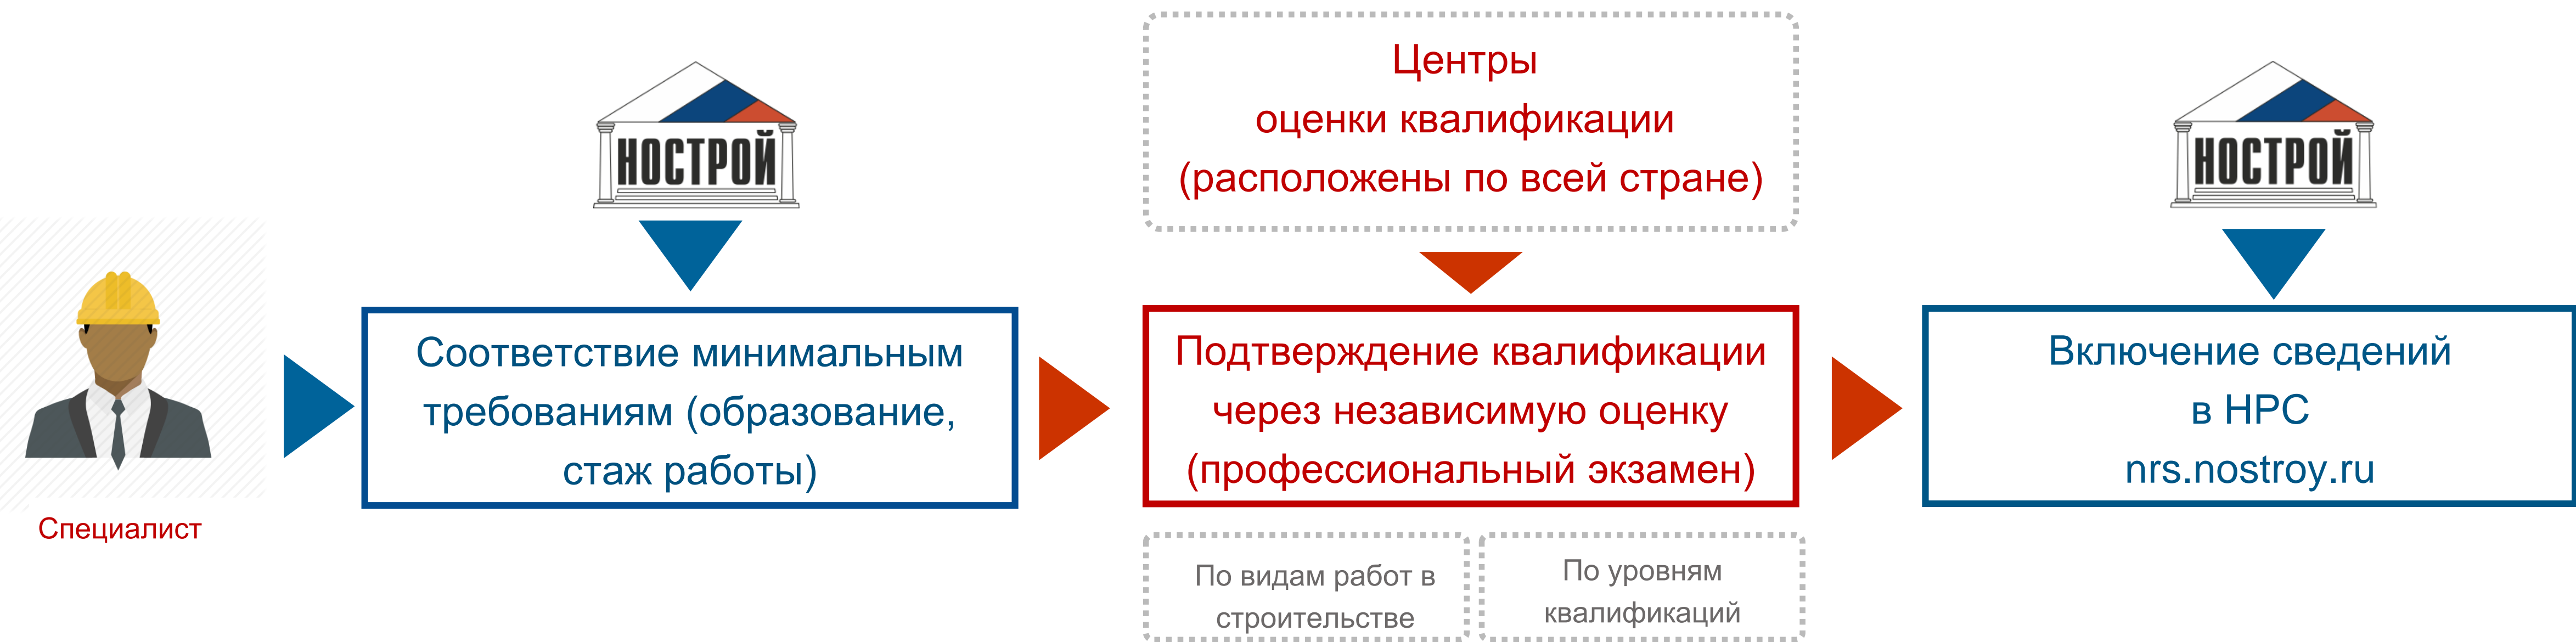 НОСТРОЙ
Центры
оценки квалификации
(расположены по всей стране)
НОСТРОЙ
Специалист
Соответствие минимальным
требованиям (образование,
стаж работы)
Подтверждение квалификации
через независимую оценку
(профессиональный экзамен)
Включение сведений
в НРС
nrs.nostroy.ru
По видам работ в
строительстве
По уровням
квалификаций